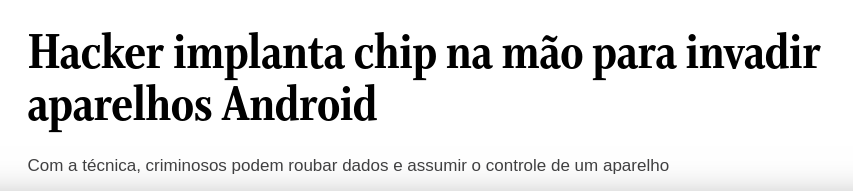 Hacker implanta chip na mão para invadir
aparelhos Android
Com a técnica, criminosos podem roubar dados e assumir o controle de um aparelho